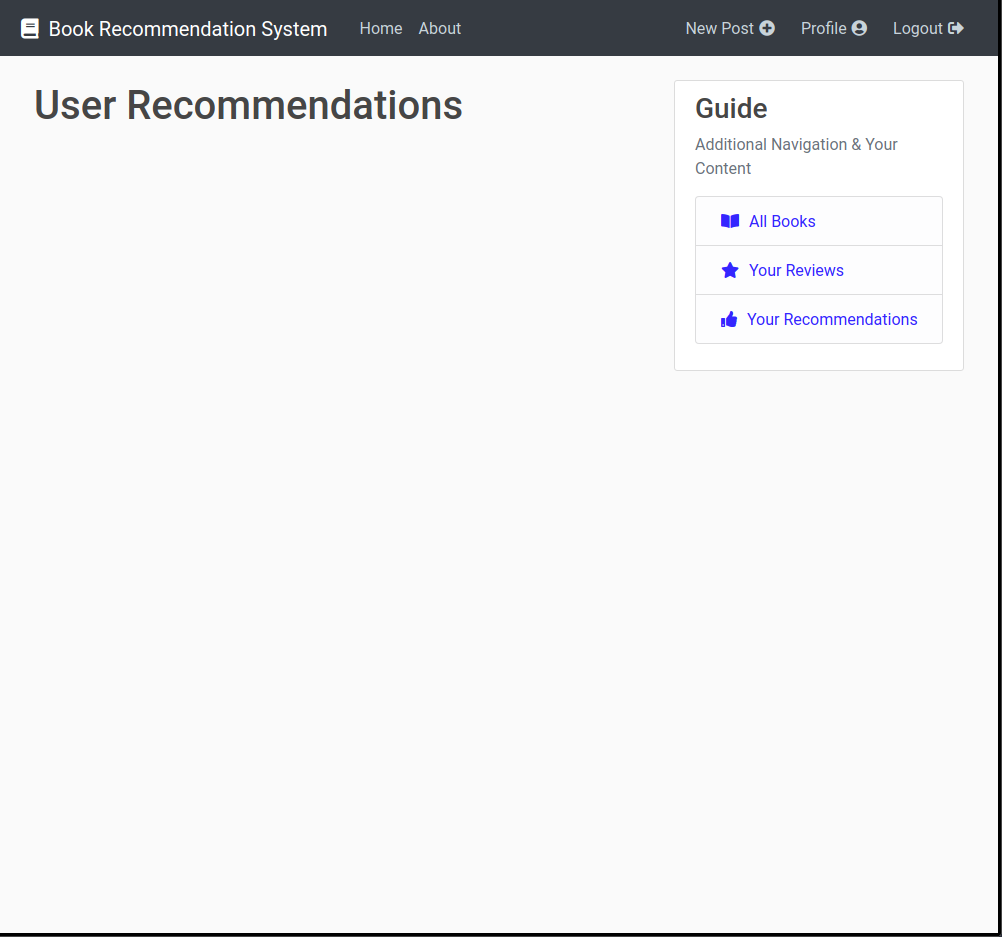 Book Recommendation System Home About New Post Profile Logout
User Recommendations
Guide
Additional Navigation & Your
Content
All Books
Your Reviews
Your Recommendations